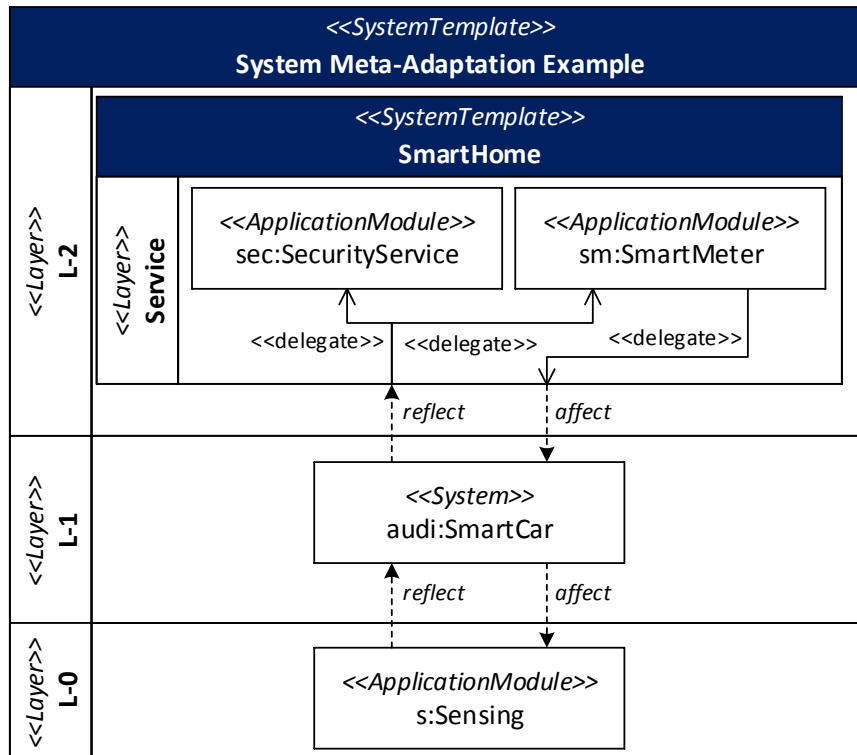 <<SystemTemplate>>
System Meta-Adaptation Example
<<Layer>>
L-2
<<SystemTemplate>>
SmartHome
<<Layer>>
Service
<<ApplicationModule>>
sec:SecurityService
<<ApplicationModule>>
sm:SmartMeter
<<delegate>>
<<delegate>>
<<delegate>>
reflect
affect
<<Layer>>
L-1
<<System>>
audi:SmartCar
reflect
affect
<<Layer>>
L-0
<<ApplicationModule>>
s:Sensing